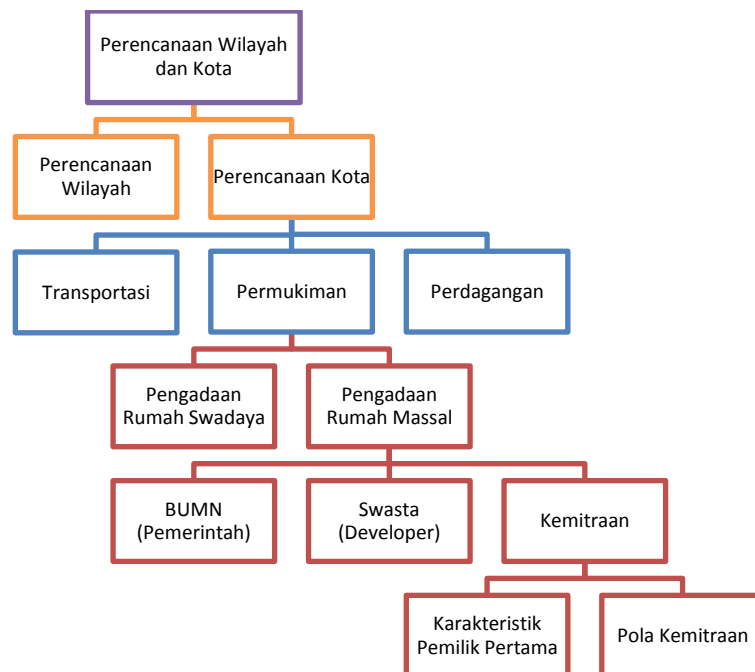 Perencanaan Wilayah
dan Kota
Perencanaan
Wilayah
Perencanaan Kota
Transportasi
Permukiman
Perdagangan
Pengadaan
Rumah Swadaya
Pengadaan
Rumah Massal
BUMN
(Pemerintah)
Swasta
(Developer)
Kemitraan
Karakteristik
Pemilik Pertama
Pola Kemitraan